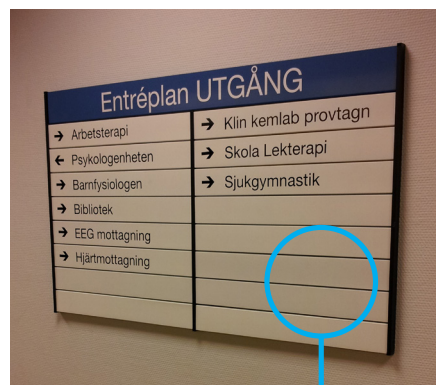 Entréplan UTGÅNG
→ Arbetsterapi
← Psykologenheten
→ Barnfysiologen
→ Bibliotek
→ EEG mottagning
→ Hjärtmottagning
→ Klin kemlab provtagn
→ Skola Lekterapi
→ Sjukgymnastik